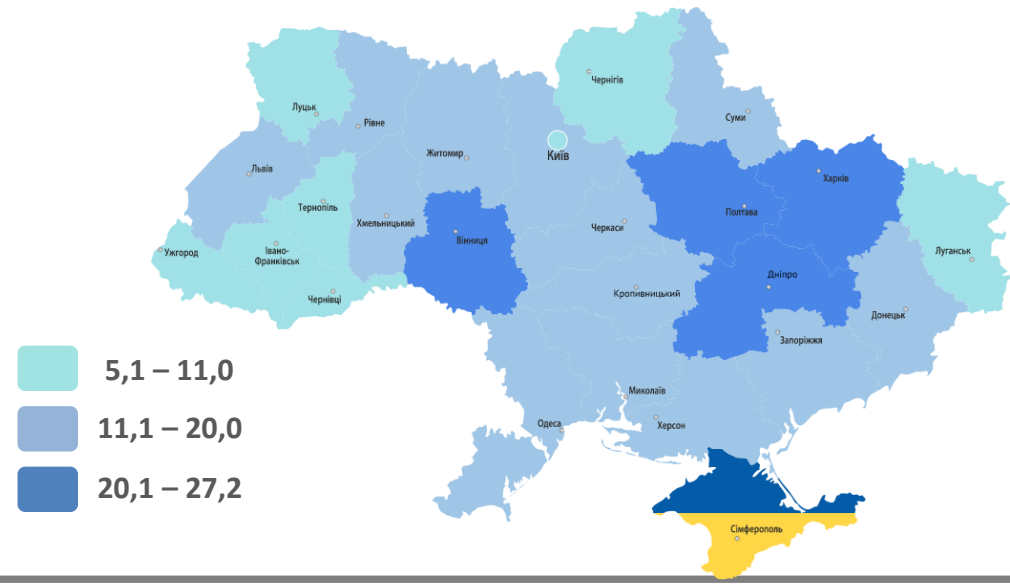 Чернігів
Луцьк
Суми
Рівне
Київ
Житомир
Львів
Харків
Тернопіль
Полтава
Хмельницький
Черкаси
Вінниця
Ужгород
Івано-
Франківськ
Луганськ
Дніпро
Чернівці
Кропивницький
Донецьк
Запоріжжя
5,1 – 11,0
Миколаїв
11,1 – 20,0
Одеса
Херсон
20,1 – 27,2
Сімферополь